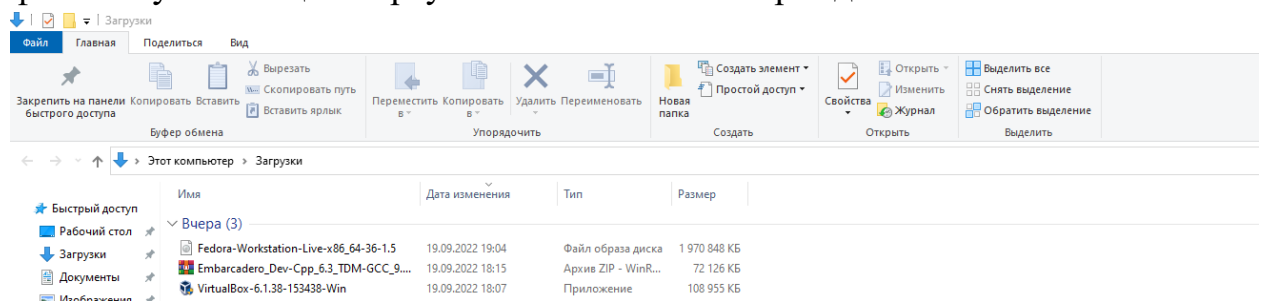 Загрузки
Файл Главная Поделиться Вид
Закрепить на панели быстрого доступа
Копировать Вставить
Вырезать
Скопировать путь
Вставить ярлык
Буфер обмена
Переместить в
Копировать в
Удалить Переименовать
Упорядочить
Новая папка
Создать элемент
Простой доступ
Создать
Свойства
Открыть
Изменить
Журнал
Открыть
Выделить все
Снять выделение
Обратить выделение
Выделить
Этот компьютер › Загрузки
Имя Дата изменения Тип Размер
Быстрый доступ
Рабочий стол
Загрузки
Документы
Изображения
Вчера (3)
Fedora-Workstation-Live-x86_64-36-1.5 19.09.2022 19:04 Файл образа диска 1 970 848 КБ
Embarcadero_Dev-Cpp_6.3_TDM-GCC_9.... 19.09.2022 18:15 Архив ZIP - WinR... 72 126 КБ
VirtualBox-6.1.38-153438-Win 19.09.2022 18:07 Приложение 108 955 КБ